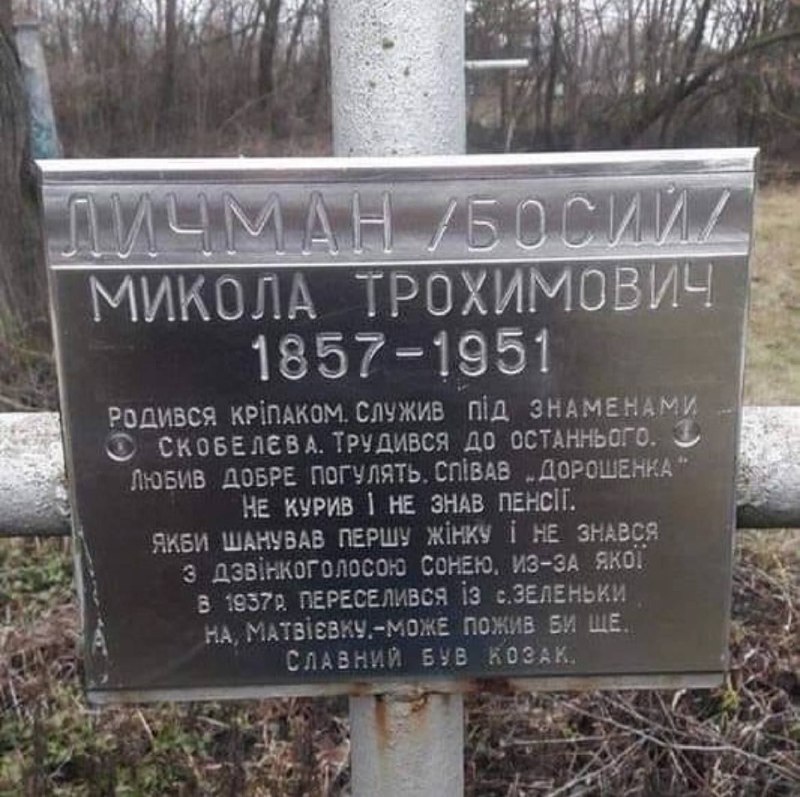 ЛИЧМАН /БОСИЙ/
МИКОЛА ТРОХИМОВИЧ
1857-1951
РОДИВСЯ КРІПАКОМ. СЛУЖИВ ПІД ЗНАМЕНАМИ
СКОБЕЛЄВА. ТРУДИВСЯ ДО ОСТАННЬОГО.
ЛЮБИВ ДОБРЕ ПОГУЛЯТЬ. СПІВАВ „ДОРОШЕНКА"
НЕ КУРИВ І НЕ ЗНАВ ПЕНСІЇ.
ЯКБИ ШАНУВАВ ПЕРШУ ЖІНКУ І НЕ ЗНАВСЯ
З ДЗВІНКОГОЛОСОЮ СОНЕЮ, ИЗ-ЗА ЯКОЇ
В 1937р. ПЕРЕСЕЛИВСЯ ІЗ с.ЗЕЛЕНЬКИ
НА, МАТВІЄВКУ,-МОЖЕ ПОЖИВ БИ ЩЕ.
СЛАВНИЙ БУВ КОЗАК.